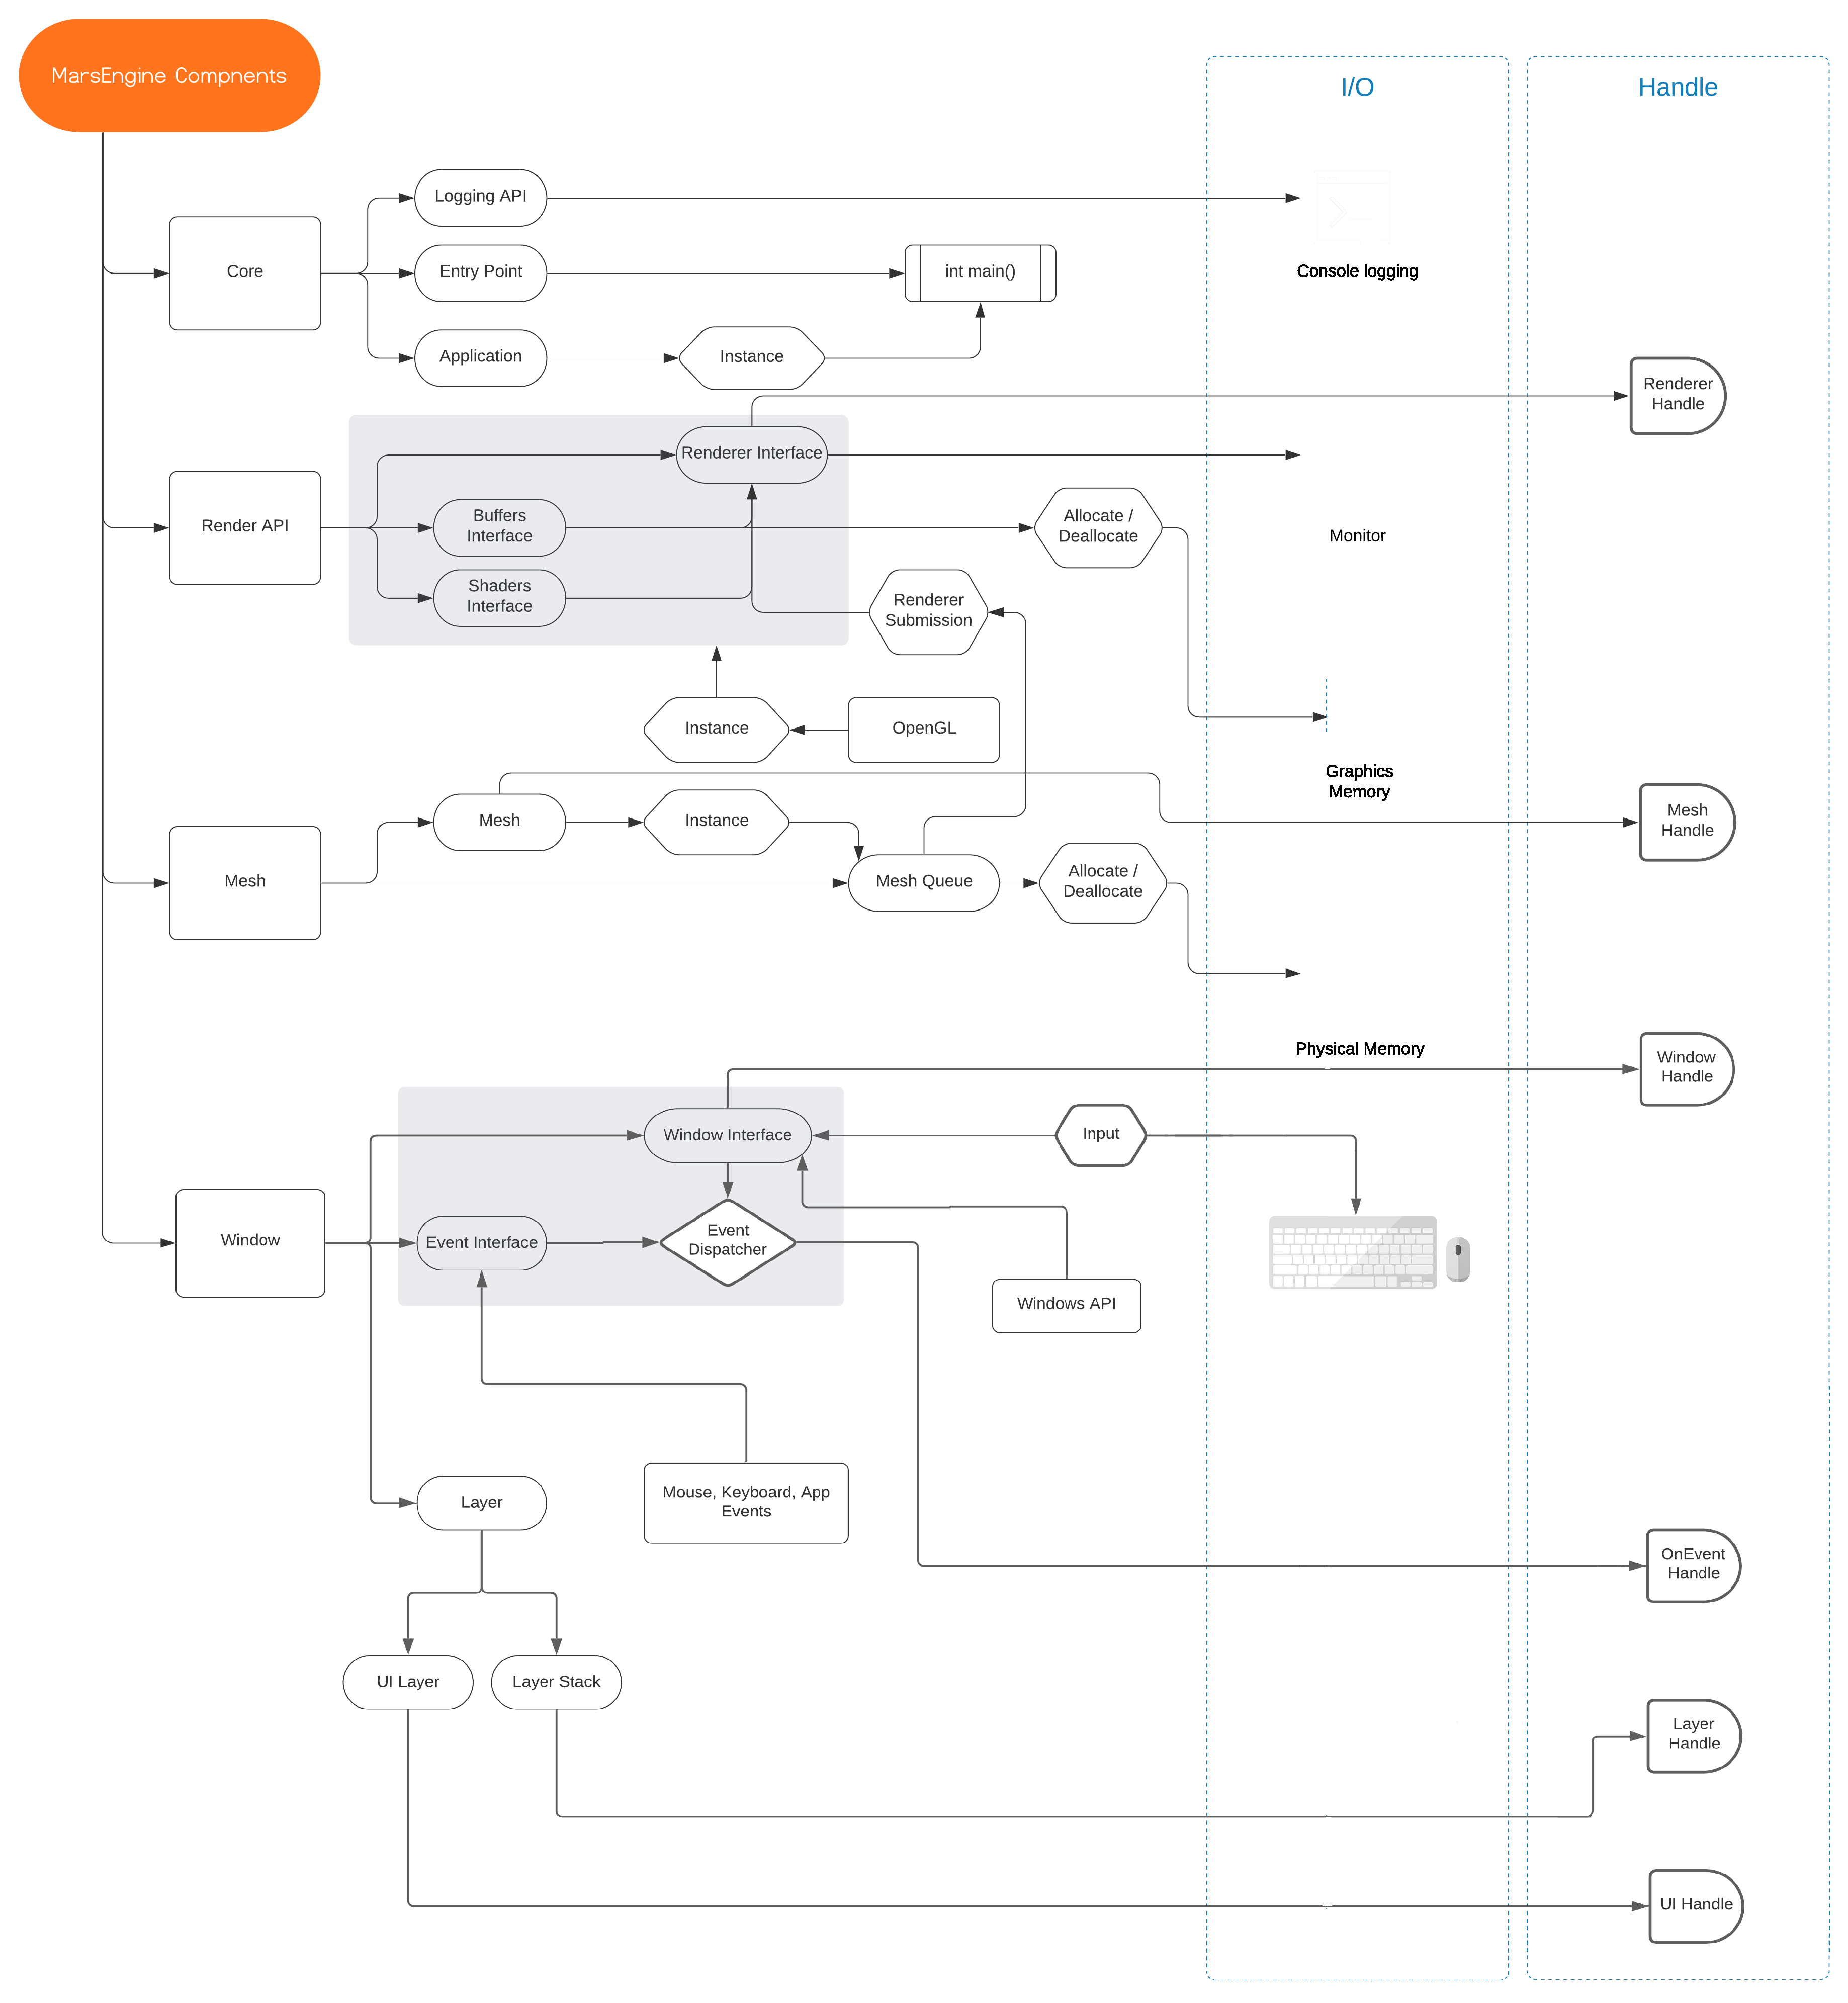 MarsEngine Compnents
I/O
Handle
Logging API
Core
Entry Point
int main()
Console logging
Application
Instance
Renderer
Handle
Renderer Interface
Render API
Buffers
Interface
Allocate /
Deallocate
Monitor
Shaders
Interface
Renderer
Submission
Instance
OpenGL
Graphics
Memory
Mesh
Instance
Mesh
Handle
Mesh
Mesh Queue
Allocate /
Deallocate
Physical Memory
Window
Handle
Window Interface
Input
Window
Event Interface
Event
Dispatcher
Windows API
Layer
Mouse, Keyboard, App
Events
OnEvent
Handle
UI Layer
Layer Stack
Layer
Handle
UI Handle